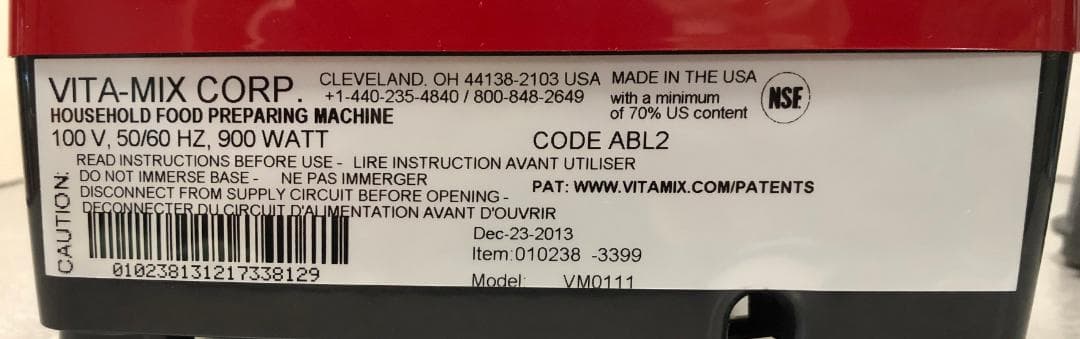 VITA-MIX CORP.
CLEVELAND, OH 44138-2103 USA
+1-440-235-4840 / 800-848-2649
MADE IN THE USA
with a minimum
of 70% US content
NSF
HOUSEHOLD FOOD PREPARING MACHINE
100 V, 50/60 HZ, 900 WATT
CODE ABL2
CAUTION:
READ INSTRUCTIONS BEFORE USE - LIRE INSTRUCTION AVANT UTILISER
DO NOT IMMERSE BASE - NE PAS IMMERGER
DISCONNECT FROM SUPPLY CIRCUIT BEFORE OPENING -
DECONNECTER DU CIRCUIT D'ALIMENTATION AVANT D'OUVRIR
PAT: WWW.VITAMIX.COM/PATENTS
Dec-23-2013
Item:010238 -3399
Model: VM0111
010238131217338129